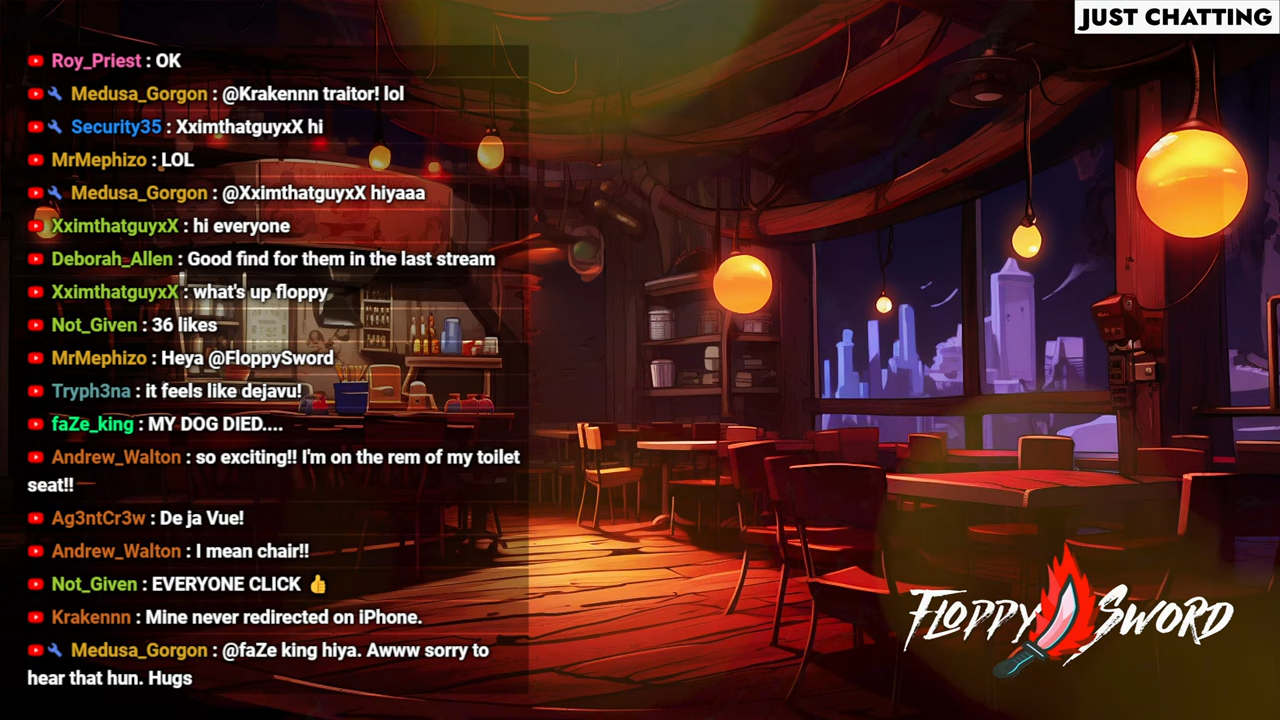 JUST CHATTING
Roy_Priest : OK
Medusa_Gorgon : @Krakennn traitor! lol
Security35 : XximthatguyxX hi
MrMephizo : LOL
Medusa_Gorgon : @XximthatguyxX hiyaaa
XximthatguyxX : hi everyone
Deborah_Allen : Good find for them in the last stream
XximthatguyxX : what's up floppy
Not_Given : 36 likes
MrMephizo : Heya @FloppySword
Tryph3na : it feels like dejavu!
faZe_king : MY DOG DIED....
Andrew_Walton : so exciting!! I'm on the rem of my toilet
seat!!
Ag3ntCr3w : De ja Vue!
Andrew_Walton : I mean chair!!
Not_Given : EVERYONE CLICK 👍
Krakennn : Mine never redirected on iPhone.
Medusa_Gorgon : @faZe king hiya. Awww sorry to
hear that hun. Hugs
FLOPPY SWORD